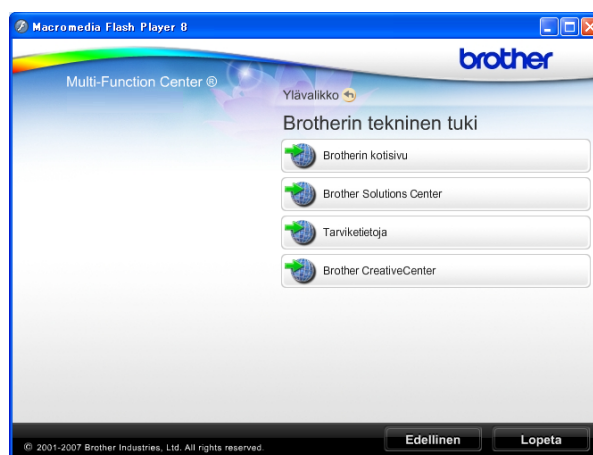 Macromedia Flash Player 8
brother
Multi-Function Center ®
Ylävalikko
Brotherin tekninen tuki
Brotherin kotisivu
Brother Solutions Center
Tarviketietoja
Brother CreativeCenter
© 2001-2007 Brother Industries, Ltd. All rights reserved.
Edellinen
Lopeta